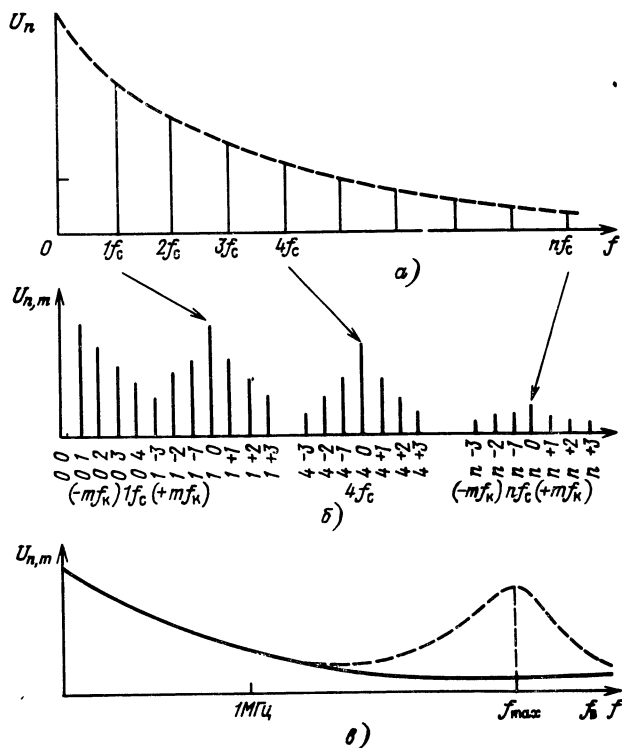 Uп
0 1fс 2fс 3fс 4fс nfс f
а)
Uп,m
0 0
0 1
0 2
0 3
0 4
1 -3
1 -2
1 -1
1 0
1 +1
1 +2
1 +3
4 -3
4 -2
4 -1
4 0
4 +1
4 +2
4 +3
n -3
n -2
n -1
n 0
n +1
n +2
n +3
(-mfк) 1fс (+mfк) 4fс (-mfк) nfс (+mfк)
б)
Uп,m
1МГц fmax fв f
в)